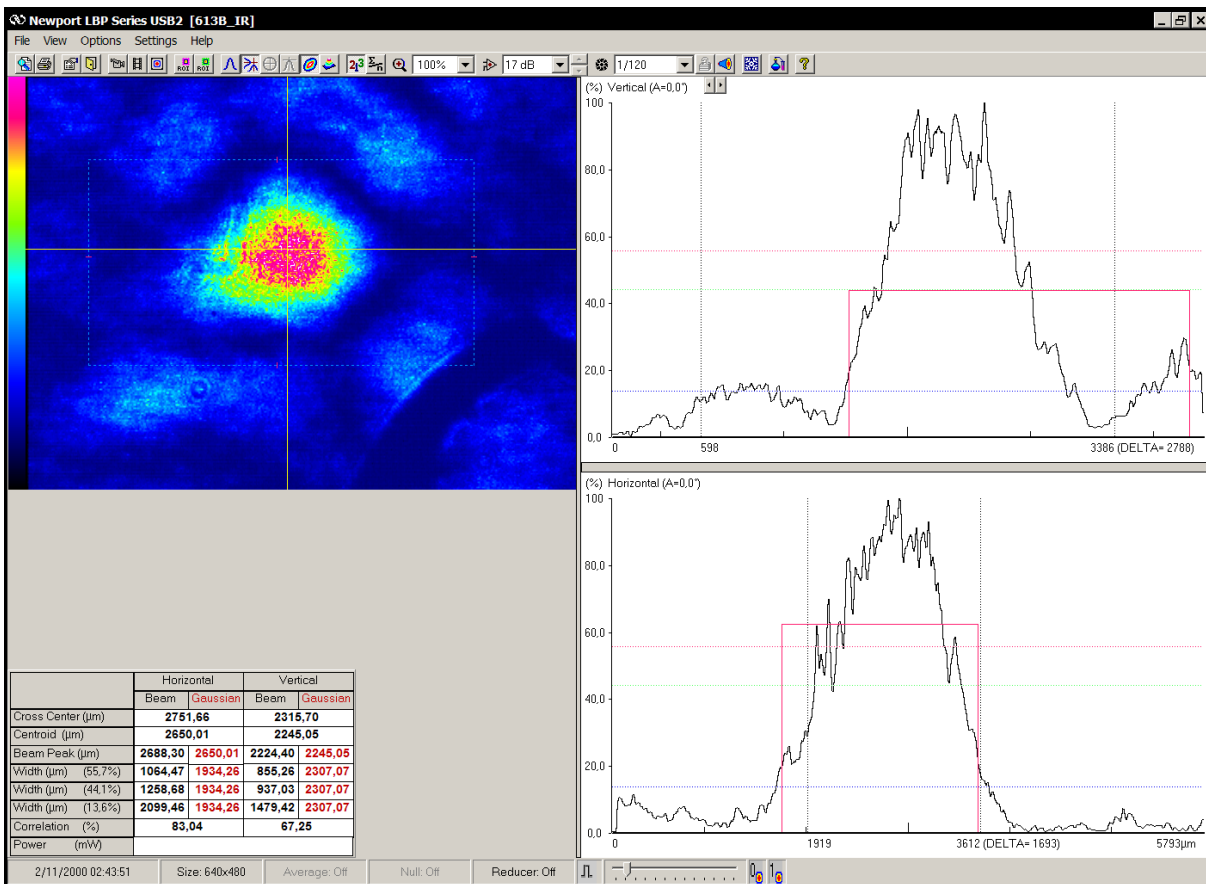 Newport LBP Series USB2 [613B_IR]
File View Options Settings Help
ROI ROI 100% 17 dB 1/120
(%) Vertical (A=0,0°)
100
80,0
60,0
40,0
20,0
0,0
0 598 3386 (DELTA= 2788)
(%) Horizontal (A=0,0°)
100
80,0
60,0
40,0
20,0
0,0
0 1919 3612 (DELTA= 1693) 5793µm
Horizontal Vertical
Beam Gaussian Beam Gaussian
Cross Center (µm) 2751,66 2315,70
Centroid (µm) 2650,01 2245,05
Beam Peak (µm) 2688,30 2650,01 2224,40 2245,05
Width (µm) (55,7%) 1064,47 1934,26 855,26 2307,07
Width (µm) (44,1%) 1258,68 1934,26 937,03 2307,07
Width (µm) (13,6%) 2099,46 1934,26 1479,42 2307,07
Correlation (%) 83,04 67,25
Power (mW)
2/11/2000 02:43:51 Size: 640x480 Average: Off Null: Off Reducer: Off